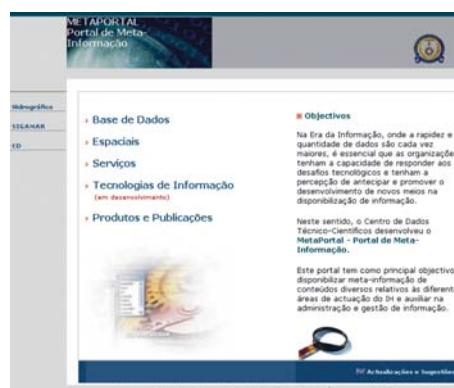 METAPORTAL
Portal de Meta-
Informação
Hidrográfico
SIGAMAR
CD
Base de Dados
Espaciais
Serviços
Tecnologias de Informação
(em desenvolvimento)
Produtos e Publicações
Objectivos
Na Era da Informação, onde a rapidez e
quantidade de dados são cada vez
maiores, é essencial que as organizaçõe
tenham a capacidade de responder aos
desafios tecnológicos e tenham a
percepção de antecipar e promover o
desenvolvimento de novos meios na
disponibilização de informação.
Neste sentido, o Centro de Dados
Técnico-Científicos desenvolveu o
MetaPortal - Portal de Meta-
Informação.
Este portal tem como principal objectivo
disponibilizar meta-informação de
conteúdos diversos relativos às diferent
áreas de actuação do IH e auxiliar na
administração e gestão de informação.
Actualizações e Sugestões